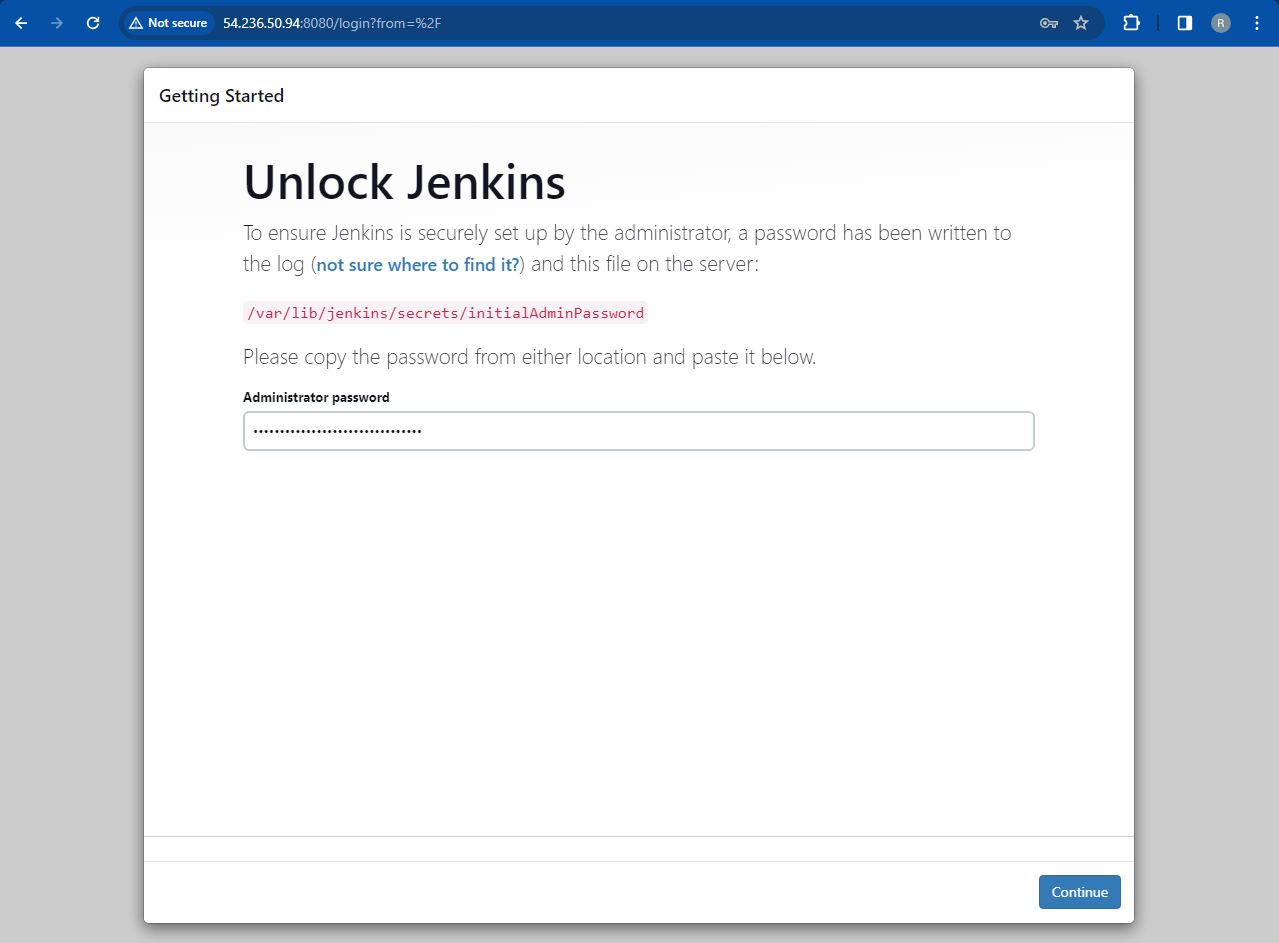 Not secure 54.236.50.94:8080/login?from=%2F R
Getting Started
Unlock Jenkins
To ensure Jenkins is securely set up by the administrator, a password has been written to
the log (not sure where to find it?) and this file on the server:
/var/lib/jenkins/secrets/initialAdminPassword
Please copy the password from either location and paste it below.
Administrator password
••••••••••••••••••••••••••••••••
Continue